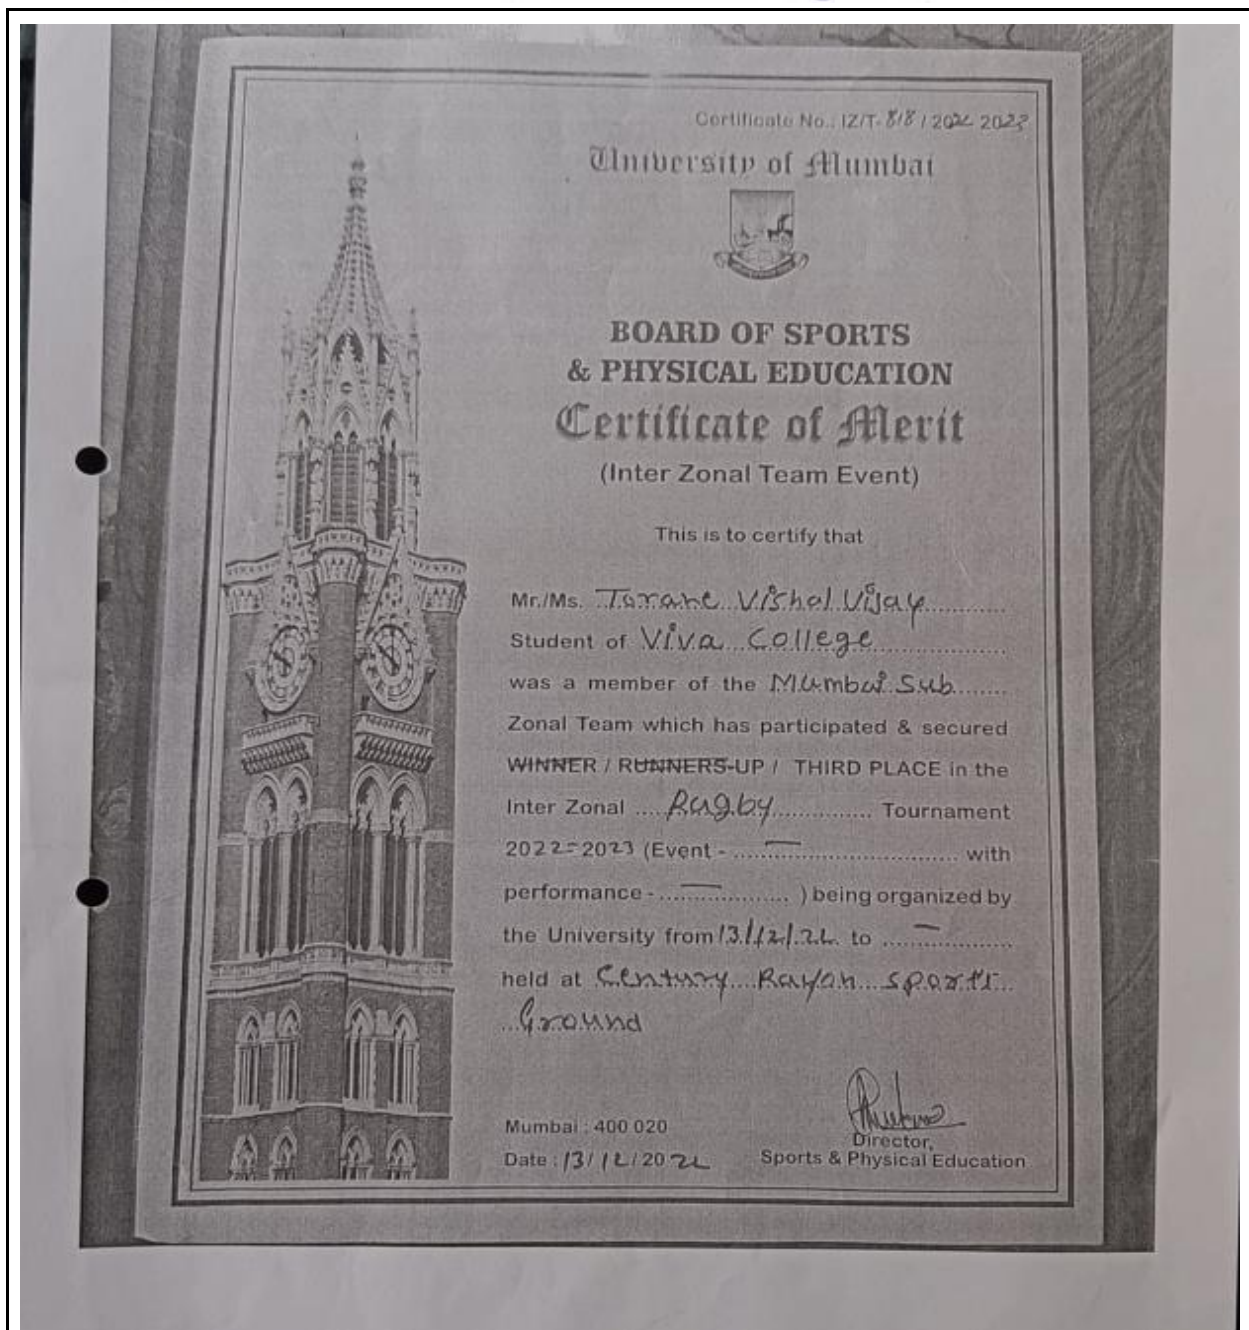 Certificate No.: IZ/T-818 / 2022 2023
University of Mumbai
BOARD OF SPORTS
& PHYSICAL EDUCATION
Certificate of Merit
(Inter Zonal Team Event)
This is to certify that
Mr./Ms. Torane Vishal Vijay
Student of Viva College
was a member of the Mumbai Sub
Zonal Team which has participated & secured
WINNER / RUNNERS-UP / THIRD PLACE in the
Inter Zonal .... Rugby ............... Tournament
2022-2023 (Event - .... — .... with
performance - .... — .... ) being organized by
the University from 13/12/22 to .... — ....
held at Century Rayon Sports
Ground
Mumbai : 400 020
Director,
Date : 13/12/2022
Sports & Physical Education